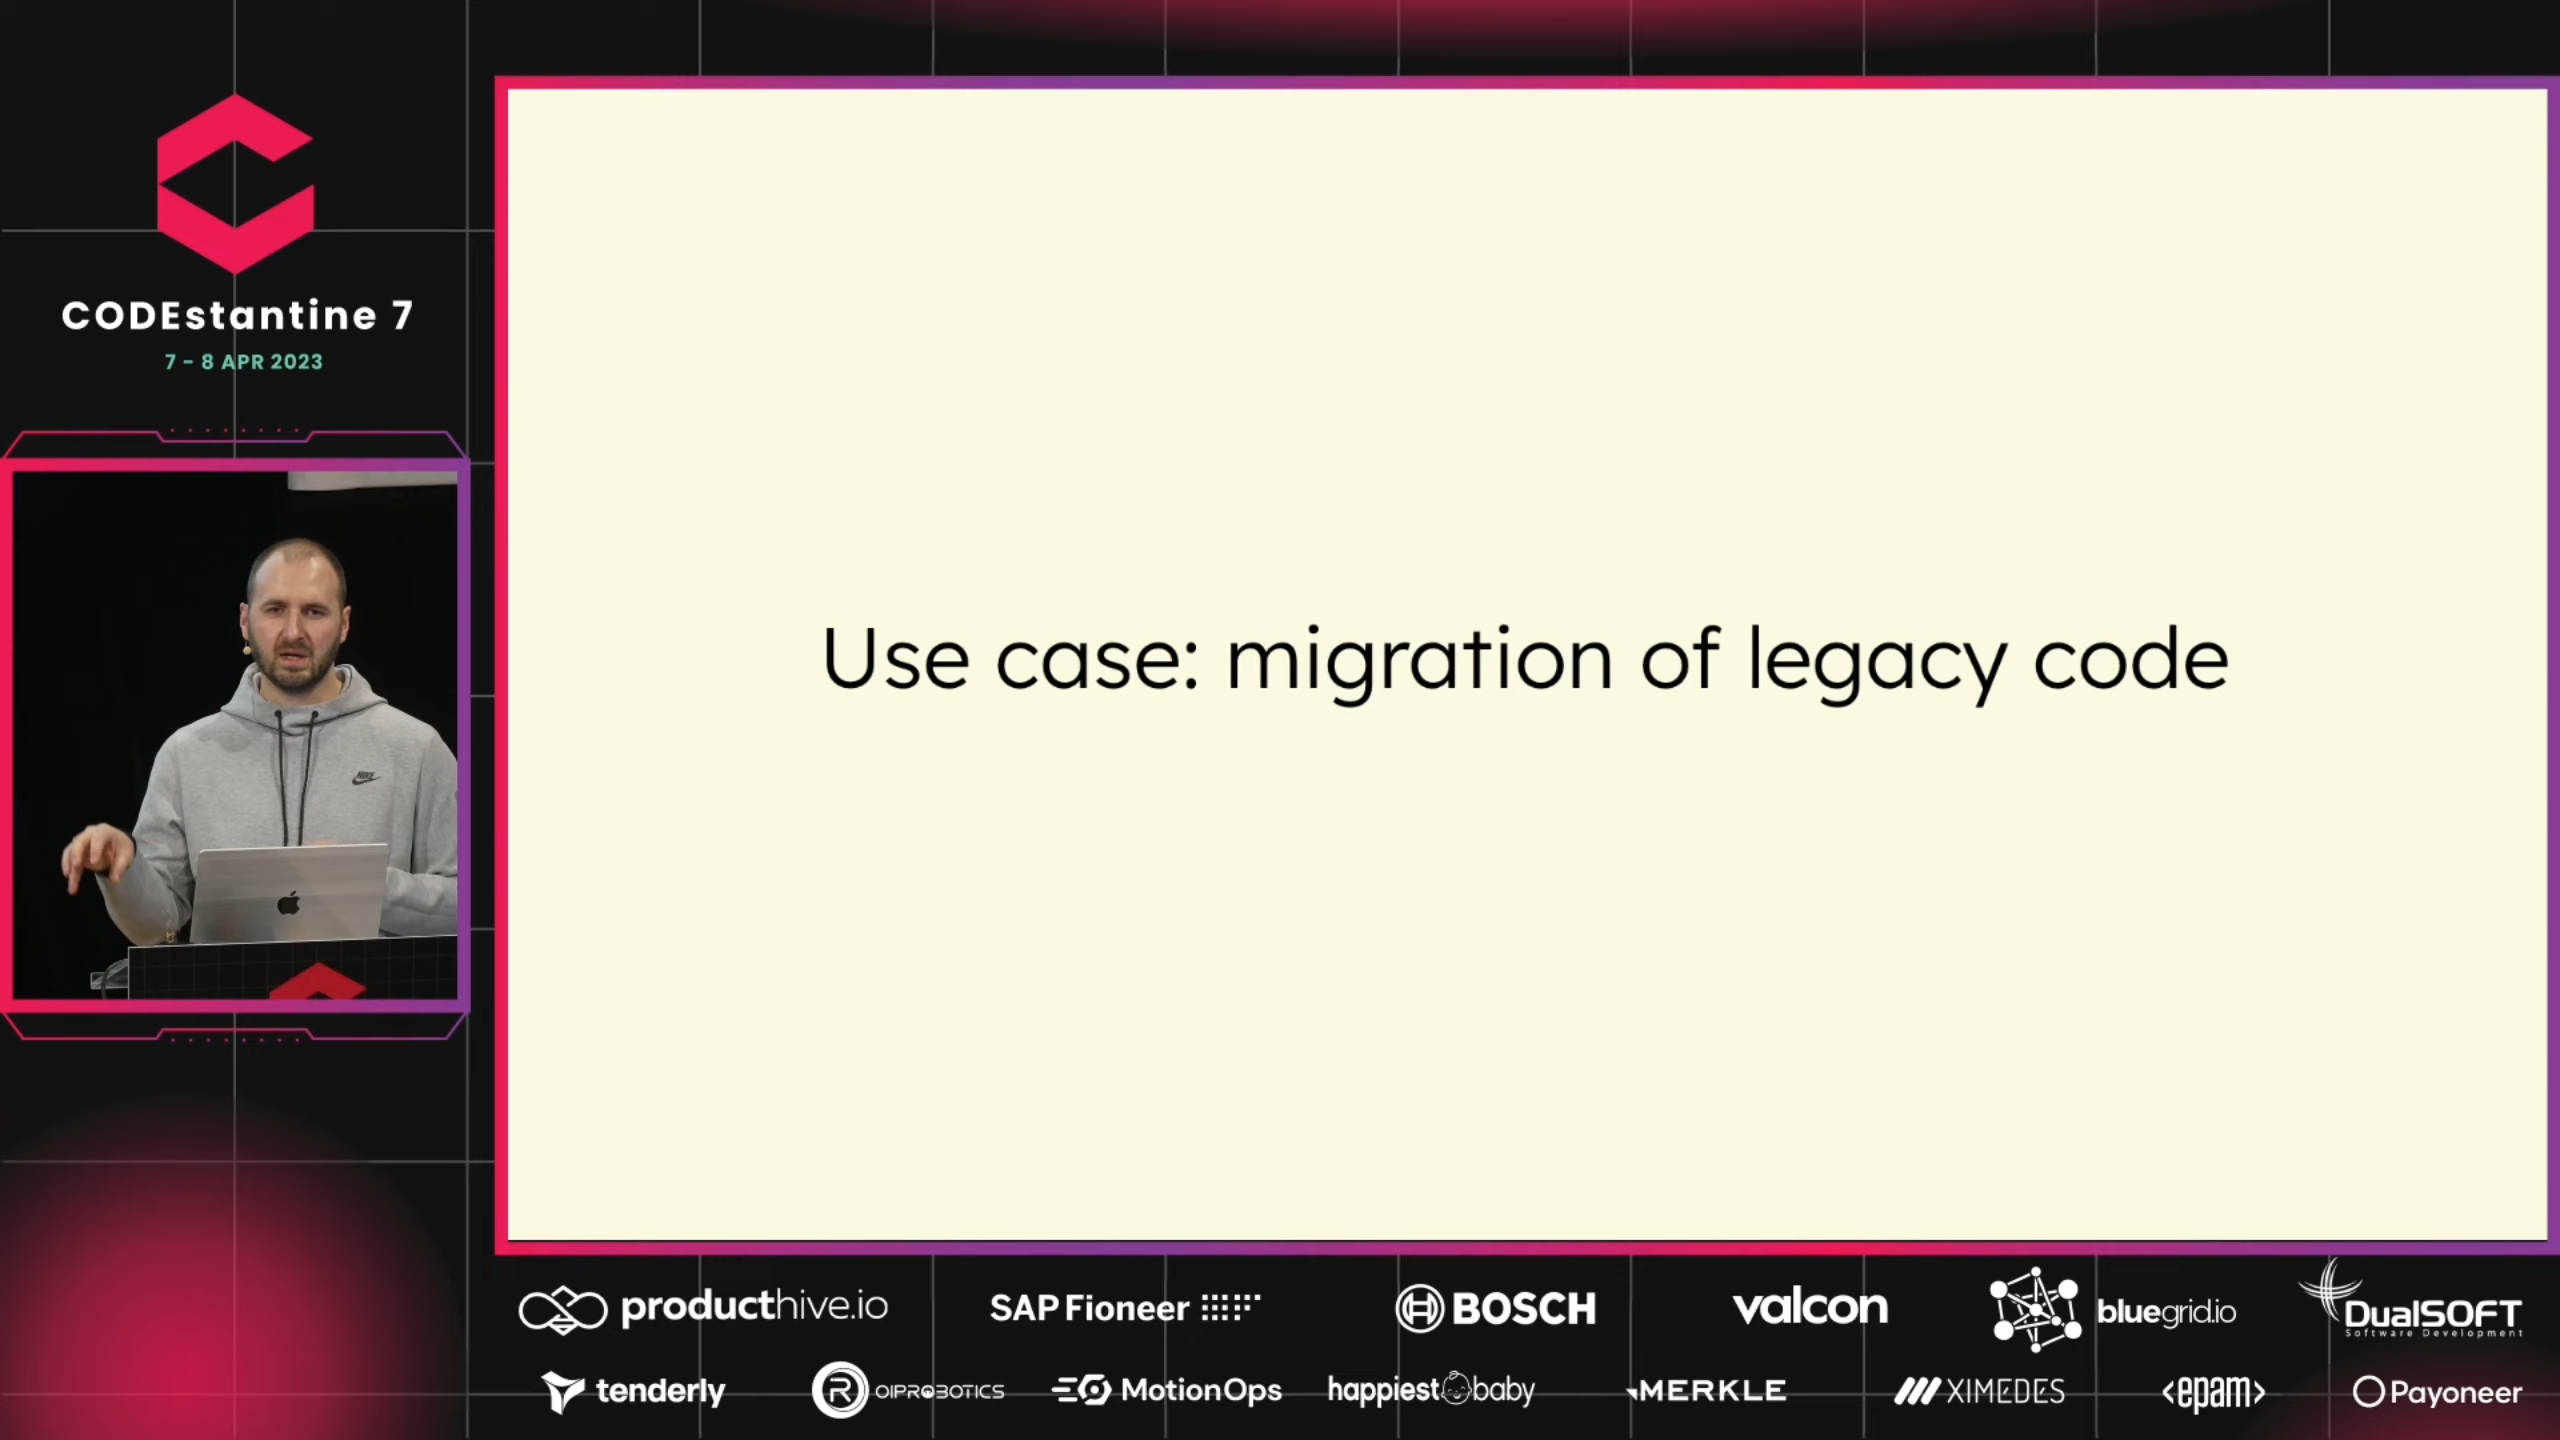 CODEstantine 7
7 - 8 APR 2023
Use case: migration of legacy code
NIKE
producthive.io
SAP Fioneer
BOSCH
valcon
bluegrid.io
DualSOFT
Software Development
tenderly
R
OIPROBOTICS
MotionOps
happiest baby
MERKLE
XIMEDES
<epam>
Payoneer